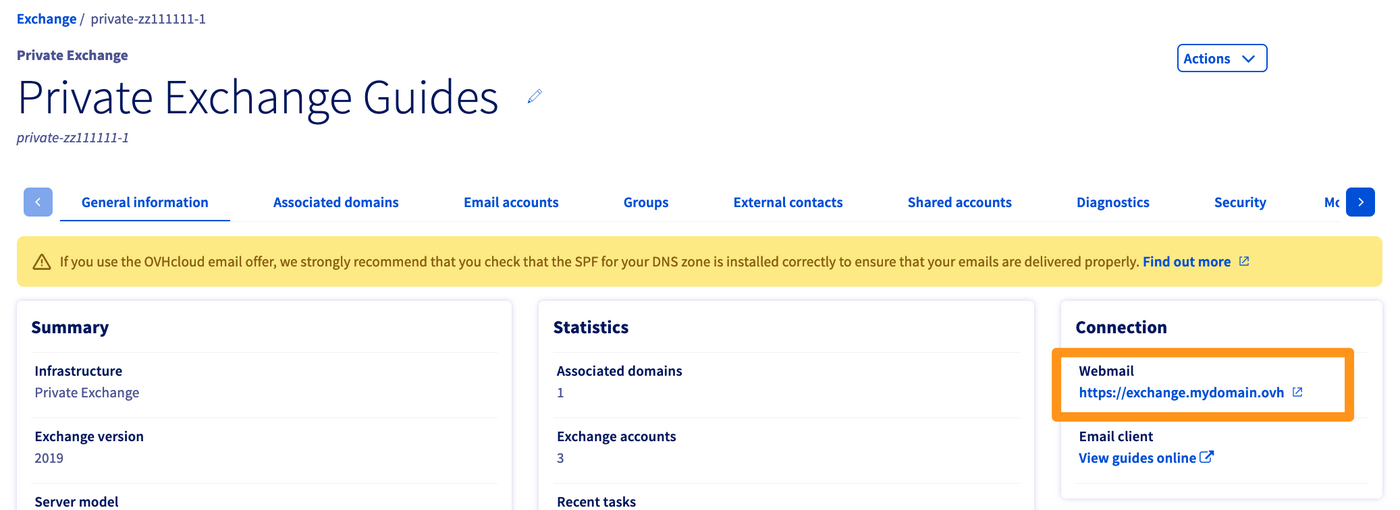 Exchange / private-zz111111-1
Private Exchange
Actions
Private Exchange Guides
private-zz111111-1
General information Associated domains Email accounts Groups External contacts Shared accounts Diagnostics Security
If you use the OVHcloud email offer, we strongly recommend that you check that the SPF for your DNS zone is installed correctly to ensure that your emails are delivered properly. Find out more
Summary
Infrastructure
Private Exchange
Exchange version
2019
Server model
Statistics
Associated domains
1
Exchange accounts
3
Recent tasks
Connection
Webmail
https://exchange.mydomain.ovh
Email client
View guides online